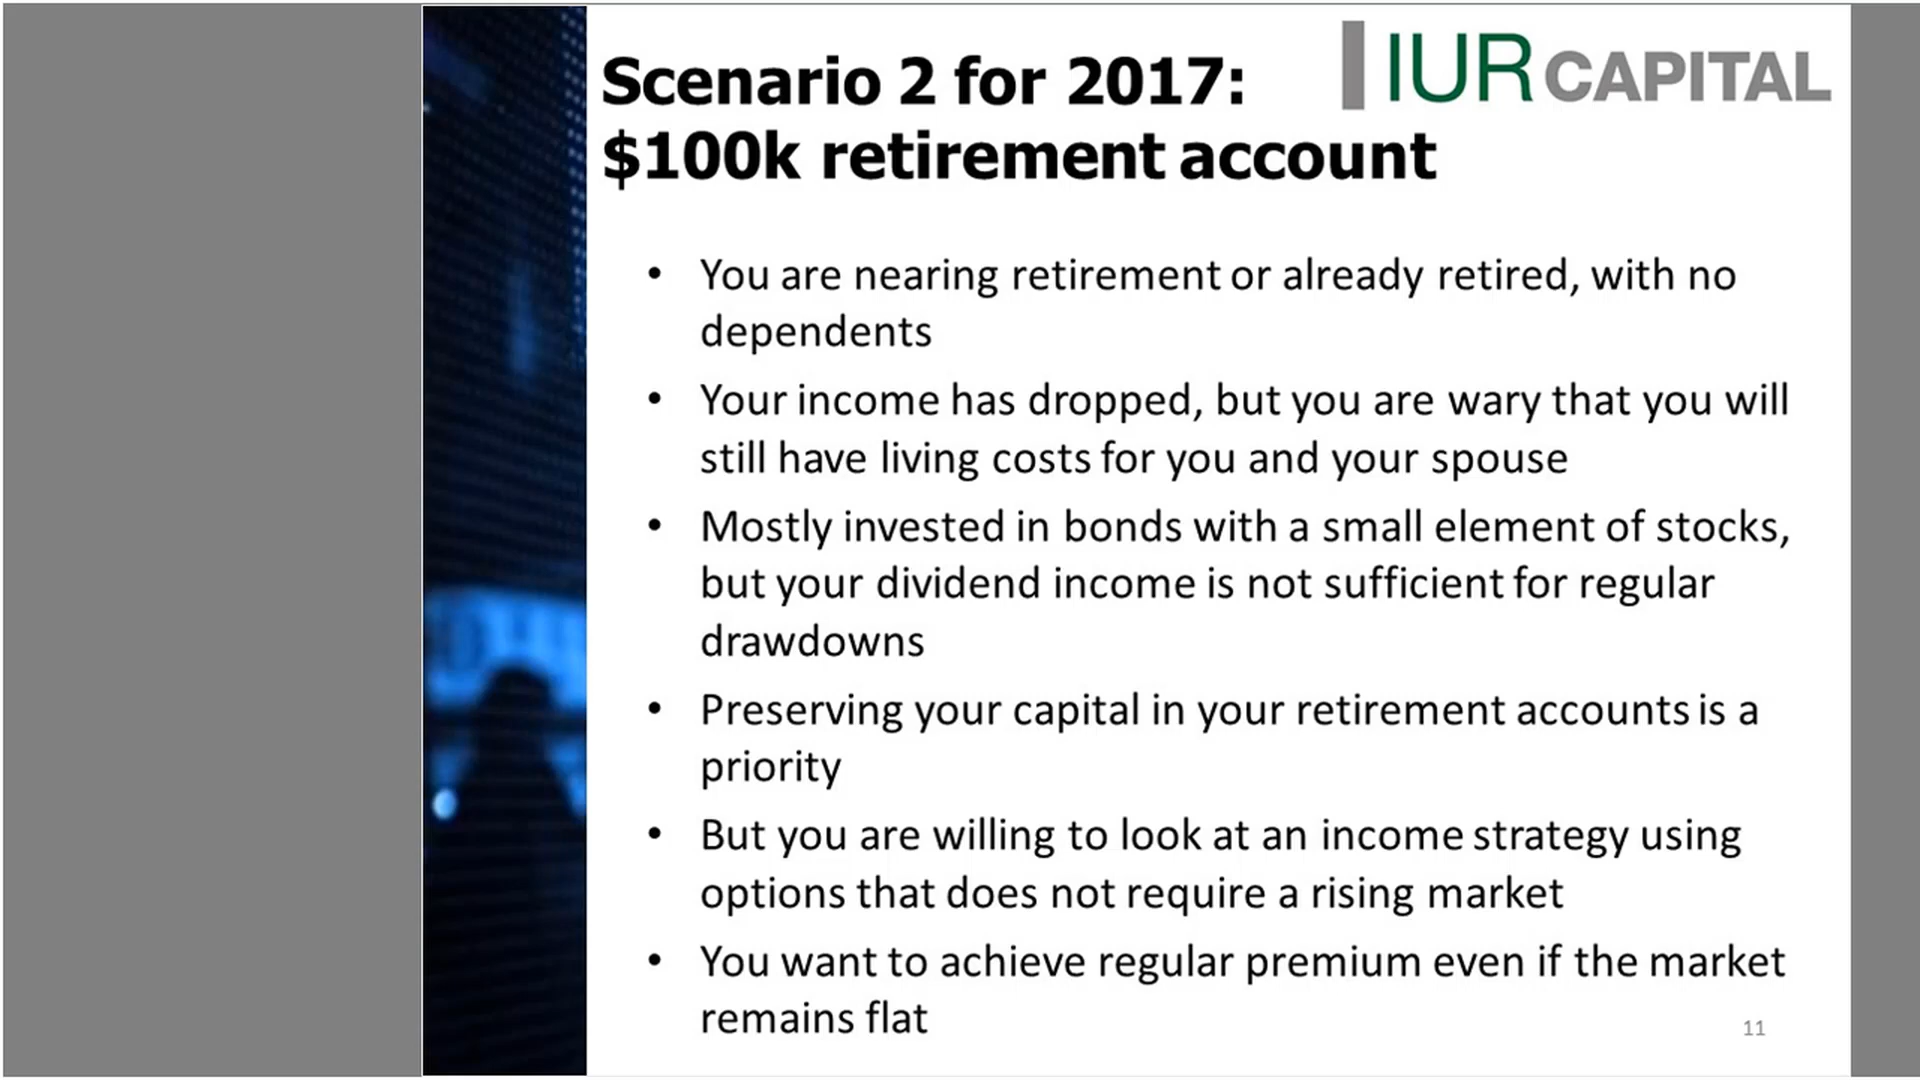 IUR CAPITAL
Scenario 2 for 2017:
$100k retirement account
• You are nearing retirement or already retired, with no
dependents
• Your income has dropped, but you are wary that you will
still have living costs for you and your spouse
• Mostly invested in bonds with a small element of stocks,
but your dividend income is not sufficient for regular
drawdowns
• Preserving your capital in your retirement accounts is a
priority
• But you are willing to look at an income strategy using
options that does not require a rising market
• You want to achieve regular premium even if the market
remains flat
11